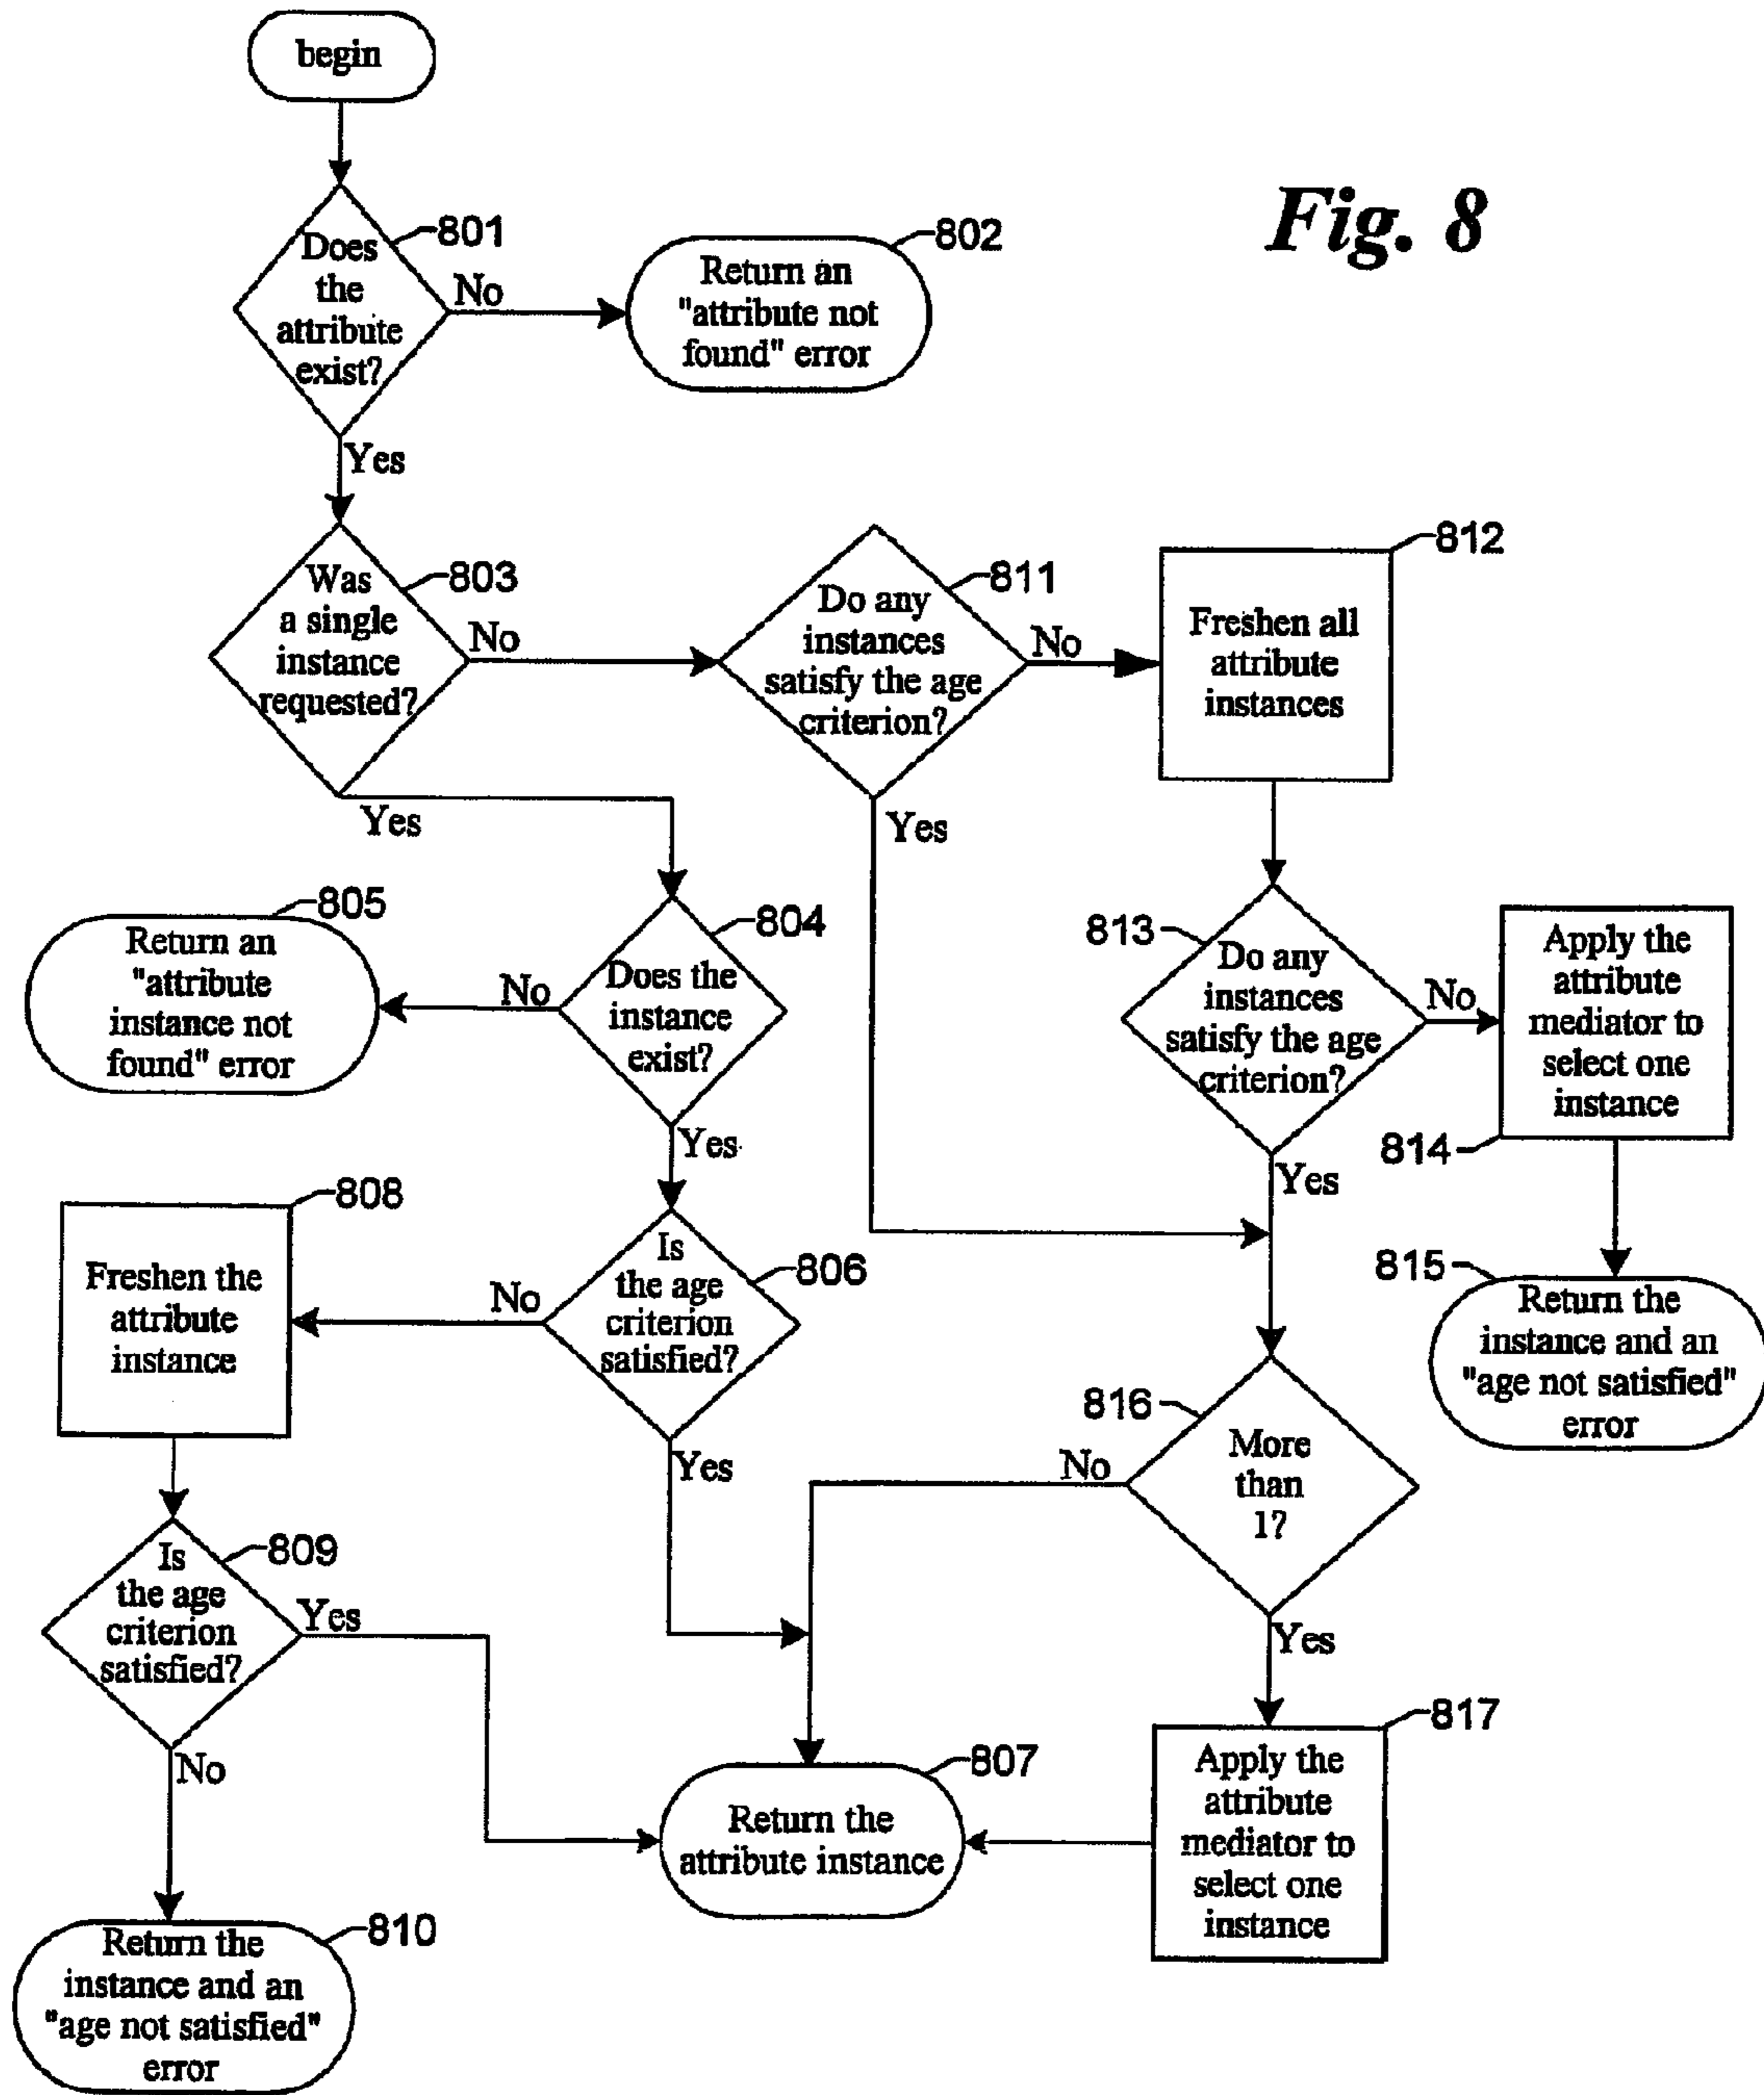 begin
Fig. 8
801
Does
the
attribute
exist?
No
802
Return an
"attribute not
found" error
Yes
803
Was
a single
instance
requested?
No
811
Do any
instances
satisfy the age
criterion?
No
812
Freshen all
attribute
instances
Yes
Yes
805
Return an
"attribute
instance not
found" error
No
804
Does the
instance
exist?
Yes
813
Do any
instances
satisfy the age
criterion?
No
Apply the
attribute
mediator to
select one
instance
814
Yes
808
Freshen the
attribute
instance
No
806
Is
the age
criterion
satisfied?
Yes
815
Return the
instance and an
"age not satisfied"
error
816
More
than
1?
No
Yes
809
Is
the age
criterion
satisfied?
Yes
No
807
Return the
attribute instance
817
Apply the
attribute
mediator to
select one
instance
810
Return the
instance and an
"age not satisfied"
error